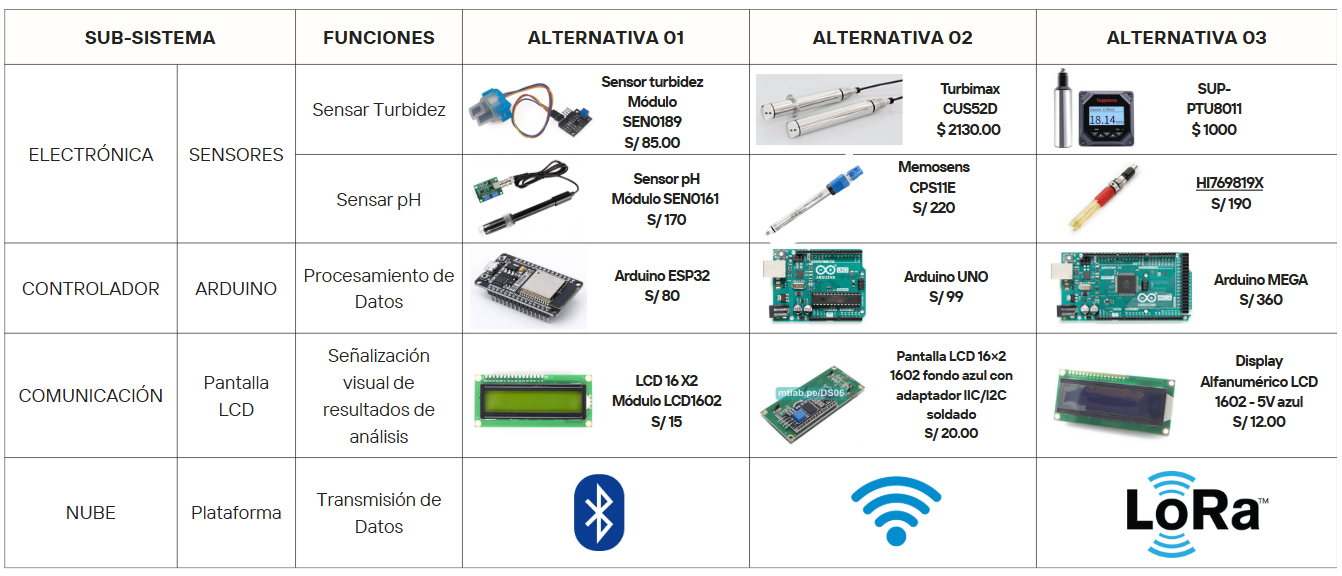 SUB-SISTEMA
FUNCIONES
ALTERNATIVA 01
ALTERNATIVA 02
ALTERNATIVA 03
ELECTRÓNICA
SENSORES
Sensar Turbidez
Sensor turbidez
Módulo
SEN0189
S/ 85.00
Turbimax
CUS52D
$ 2130.00
Supmea
18.14
SUP-
PTU8011
$ 1000
Sensar pH
Sensor pH
Módulo SEN0161
S/ 170
Memosens
CPS11E
S/ 220
HI769819X
S/ 190
CONTROLADOR
ARDUINO
Procesamiento de
Datos
Arduino ESP32
S/ 80
UNO
Arduino UNO
S/ 99
Arduino MEGA
S/ 360
COMUNICACIÓN
Pantalla
LCD
Señalización
visual de
resultados de
análisis
LCD 16 X2
Módulo LCD1602
S/ 15
mtlab.pe/DS06
Pantalla LCD 16×2
1602 fondo azul con
adaptador IIC/I2C
soldado
S/ 20.00
Display
Alfanumérico LCD
1602 - 5V azul
S/ 12.00
NUBE
Plataforma
Transmisión de
Datos
LoRa™